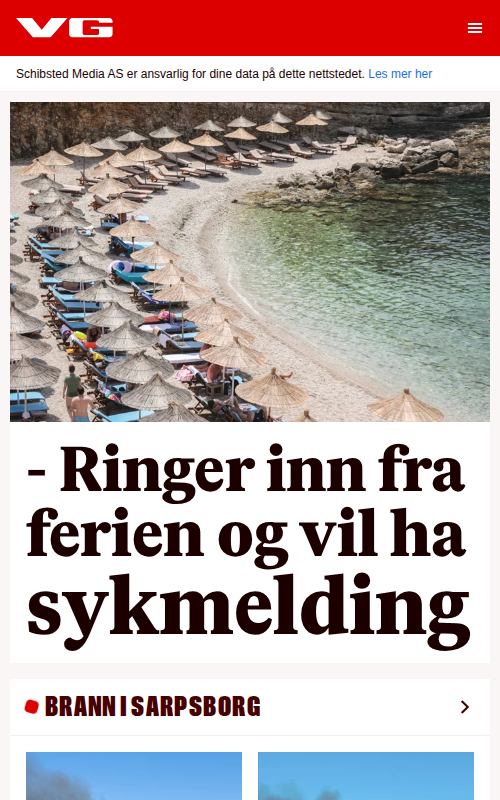 VG
Schibsted Media AS er ansvarlig for dine data på dette nettstedet. Les mer her
- Ringer inn fra
ferien og vil ha
sykmelding
BRANN I SARPSBORG